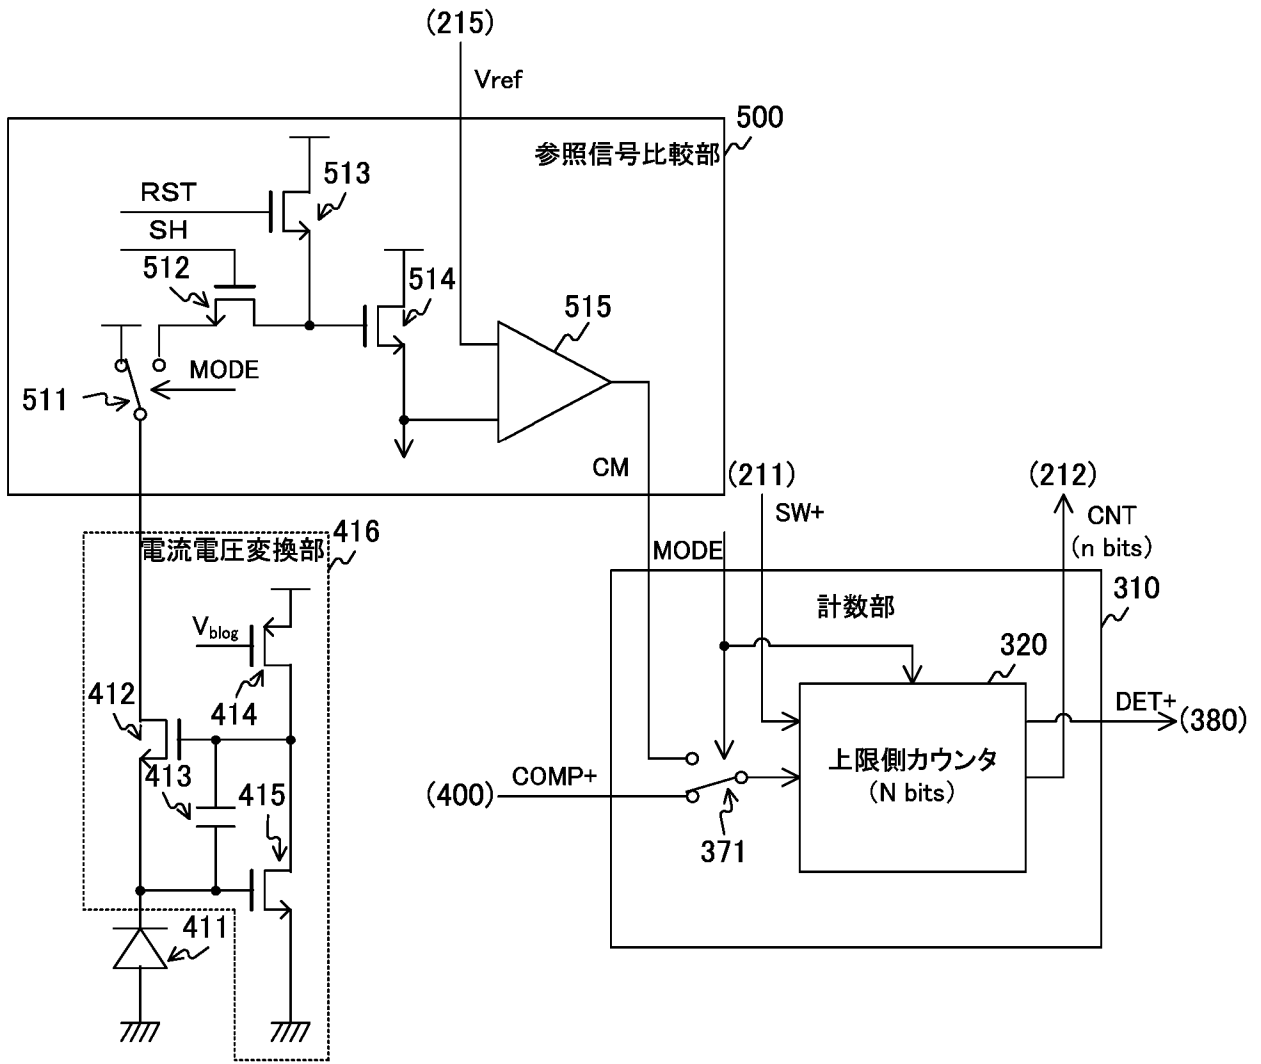 (215)
Vref
500
参照信号比較部
513
RST
SH
512
514
515
MODE
511
CM
(211)
(212)
SW+
CNT
(n bits)
416
電流電圧変換部
MODE
310
計数部
Vblog
320
412
414
DET+
(380)
413
415
上限側カウンタ
(N bits)
COMP+
(400)
371
411